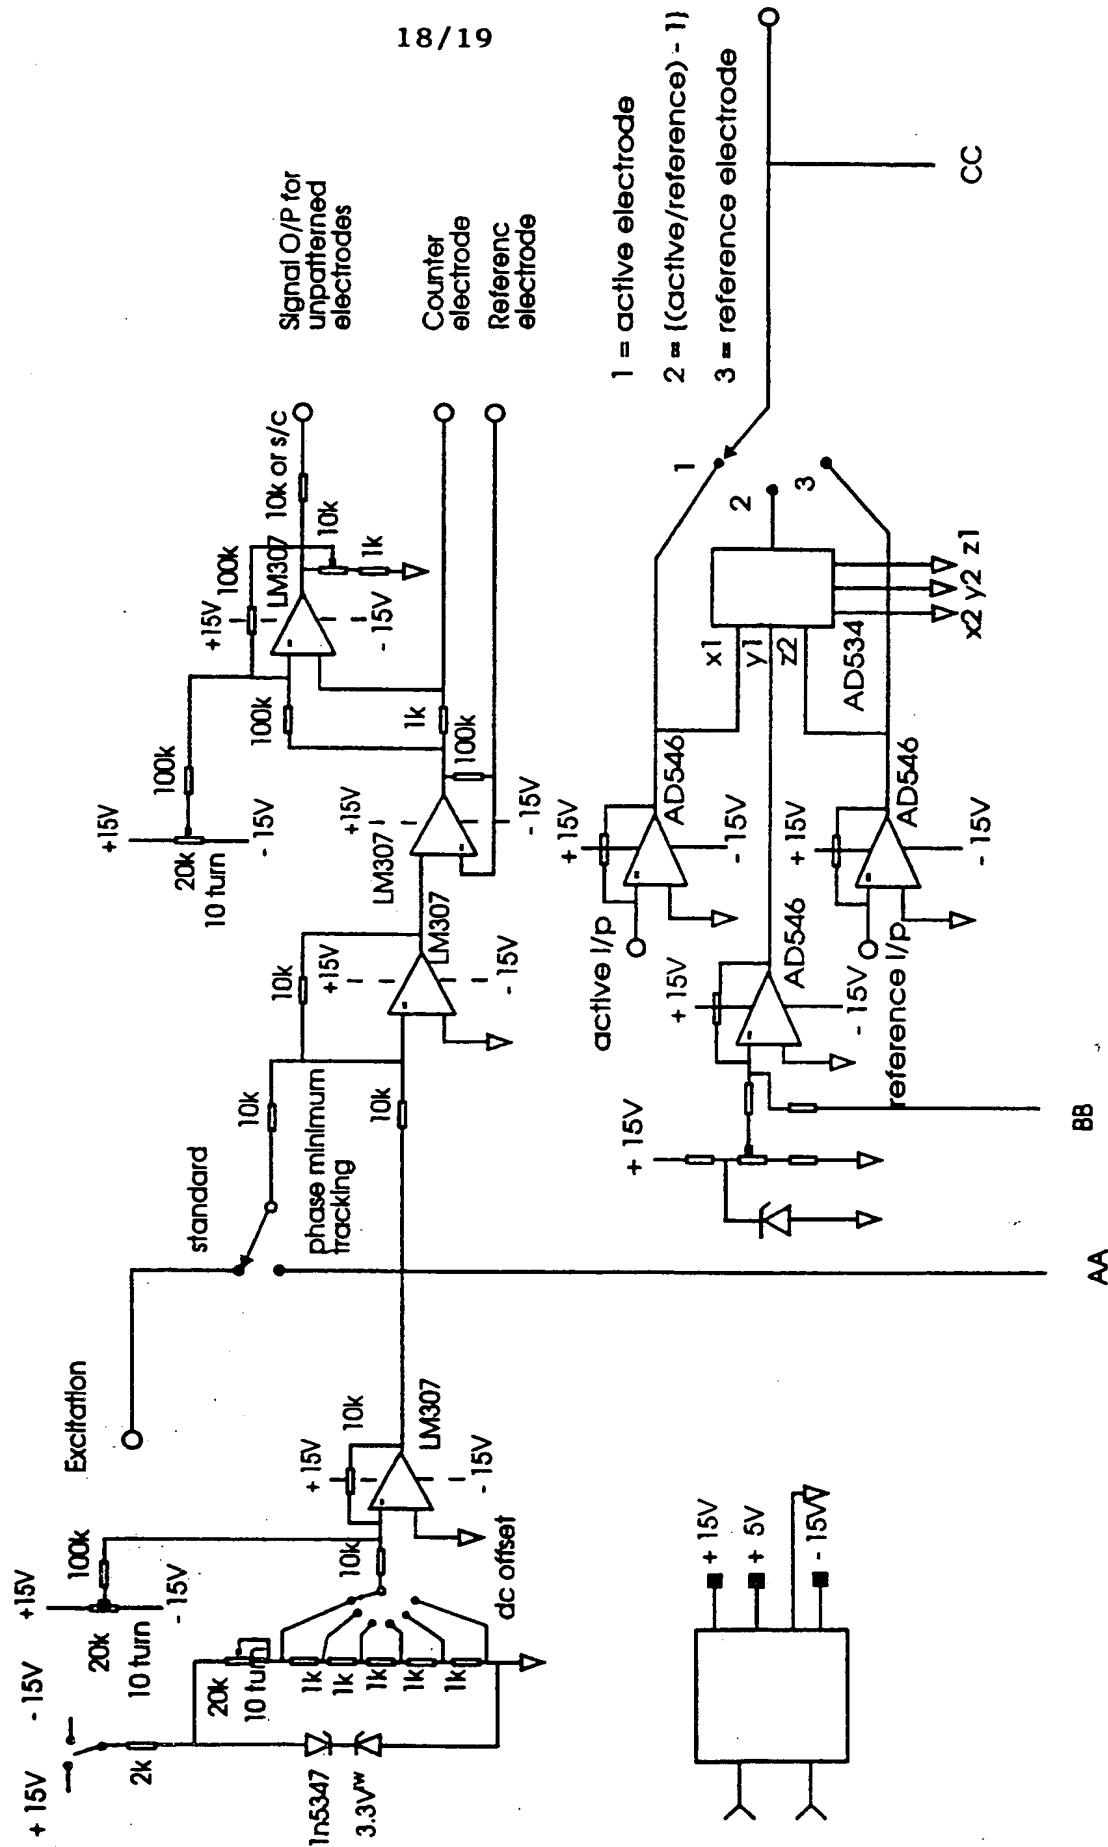 18/19
+15V
-15V
2k
1n5347
3.3V 1W
20k
10 turn
1k
1k
1k
1k
1k
+15V
20k
10 turn
-15V
100k
10k
dc offset
+15V
10k
-15V
LM307
Excitation
standard
phase minimum
tracking
10k
10k
10k
+15V
LM307
-15V
+15V
LM307
-15V
+15V
20k
10 turn
-15V
100k
100k
1k
100k
+15V
100k
LM307
-15V
10k or s/c
10k
1k
Signal O/P for
unpatterned
electrodes
Counter
electrode
Referenc
electrode
+15V
+5V
-15V
+15V
+15V
-15V
AD546
active I/p
+15V
-15V
AD546
reference I/p
+15V
-15V
AD546
x1
y1
z2
AD534
x2 y2 z1
1
2
3
1 = active electrode
2 = {(active/reference) - 1}
3 = reference electrode
AA
BB
CC